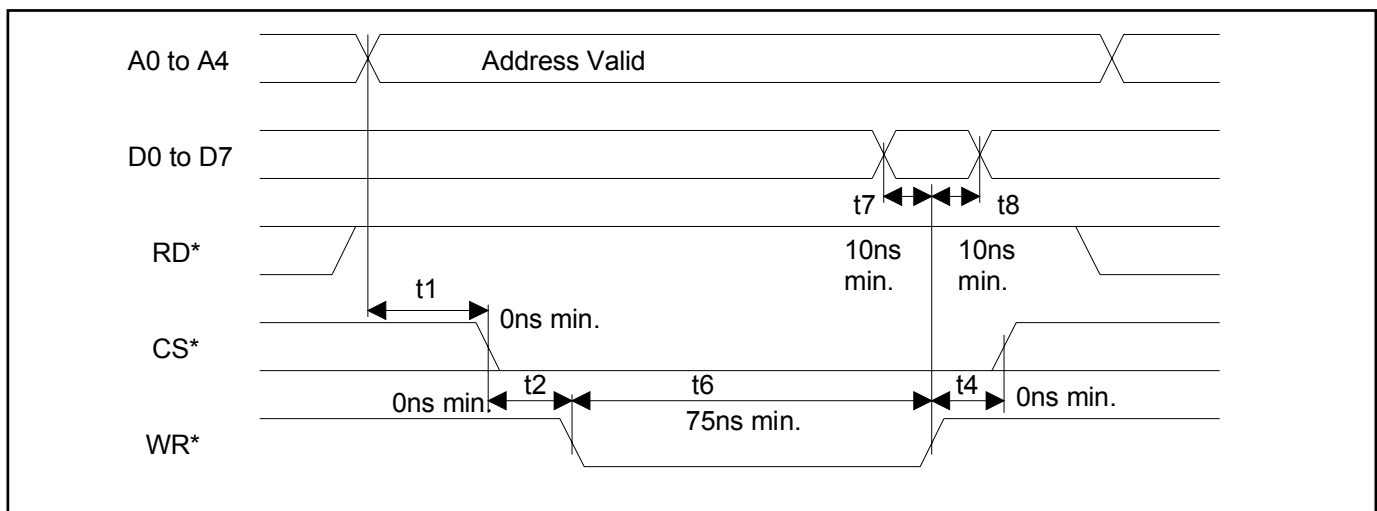 A0 to A4
Address Valid
D0 to D7
t7
t8
RD*
10ns
min.
10ns
min.
t1
0ns min.
CS*
0ns min.
t2
t6
75ns min.
t4
0ns min.
WR*